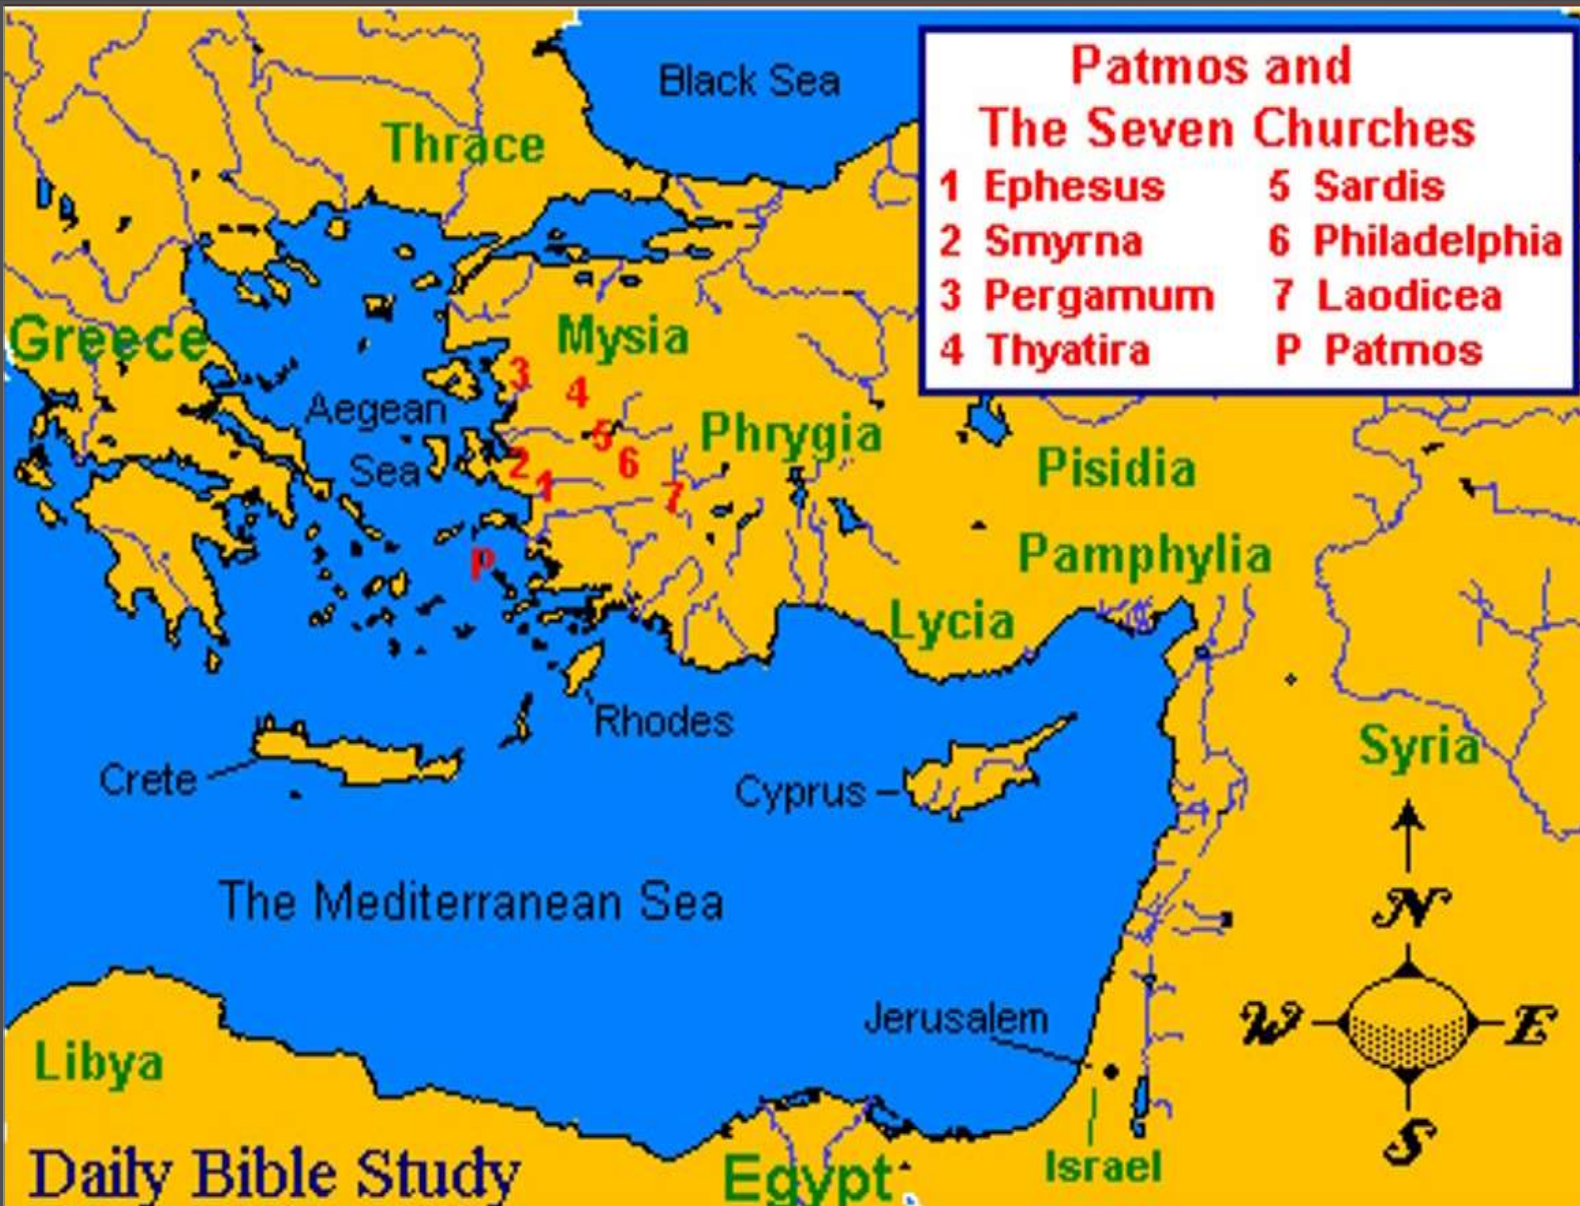 Patmos and
The Seven Churches
1 Ephesus 5 Sardis
2 Smyrna 6 Philadelphia
3 Pergamum 7 Laodicea
4 Thyatira P Patmos
Black Sea
Thrace
Greece
Mysia
3
4
Aegean
Sea
5
Phrygia
2
6
1
7
Pisidia
P
Pamphylia
Lycia
Rhodes
Crete
Cyprus
Syria
The Mediterranean Sea
N
W
E
S
Jerusalem
Libya
Israel
Egypt
Daily Bible Study